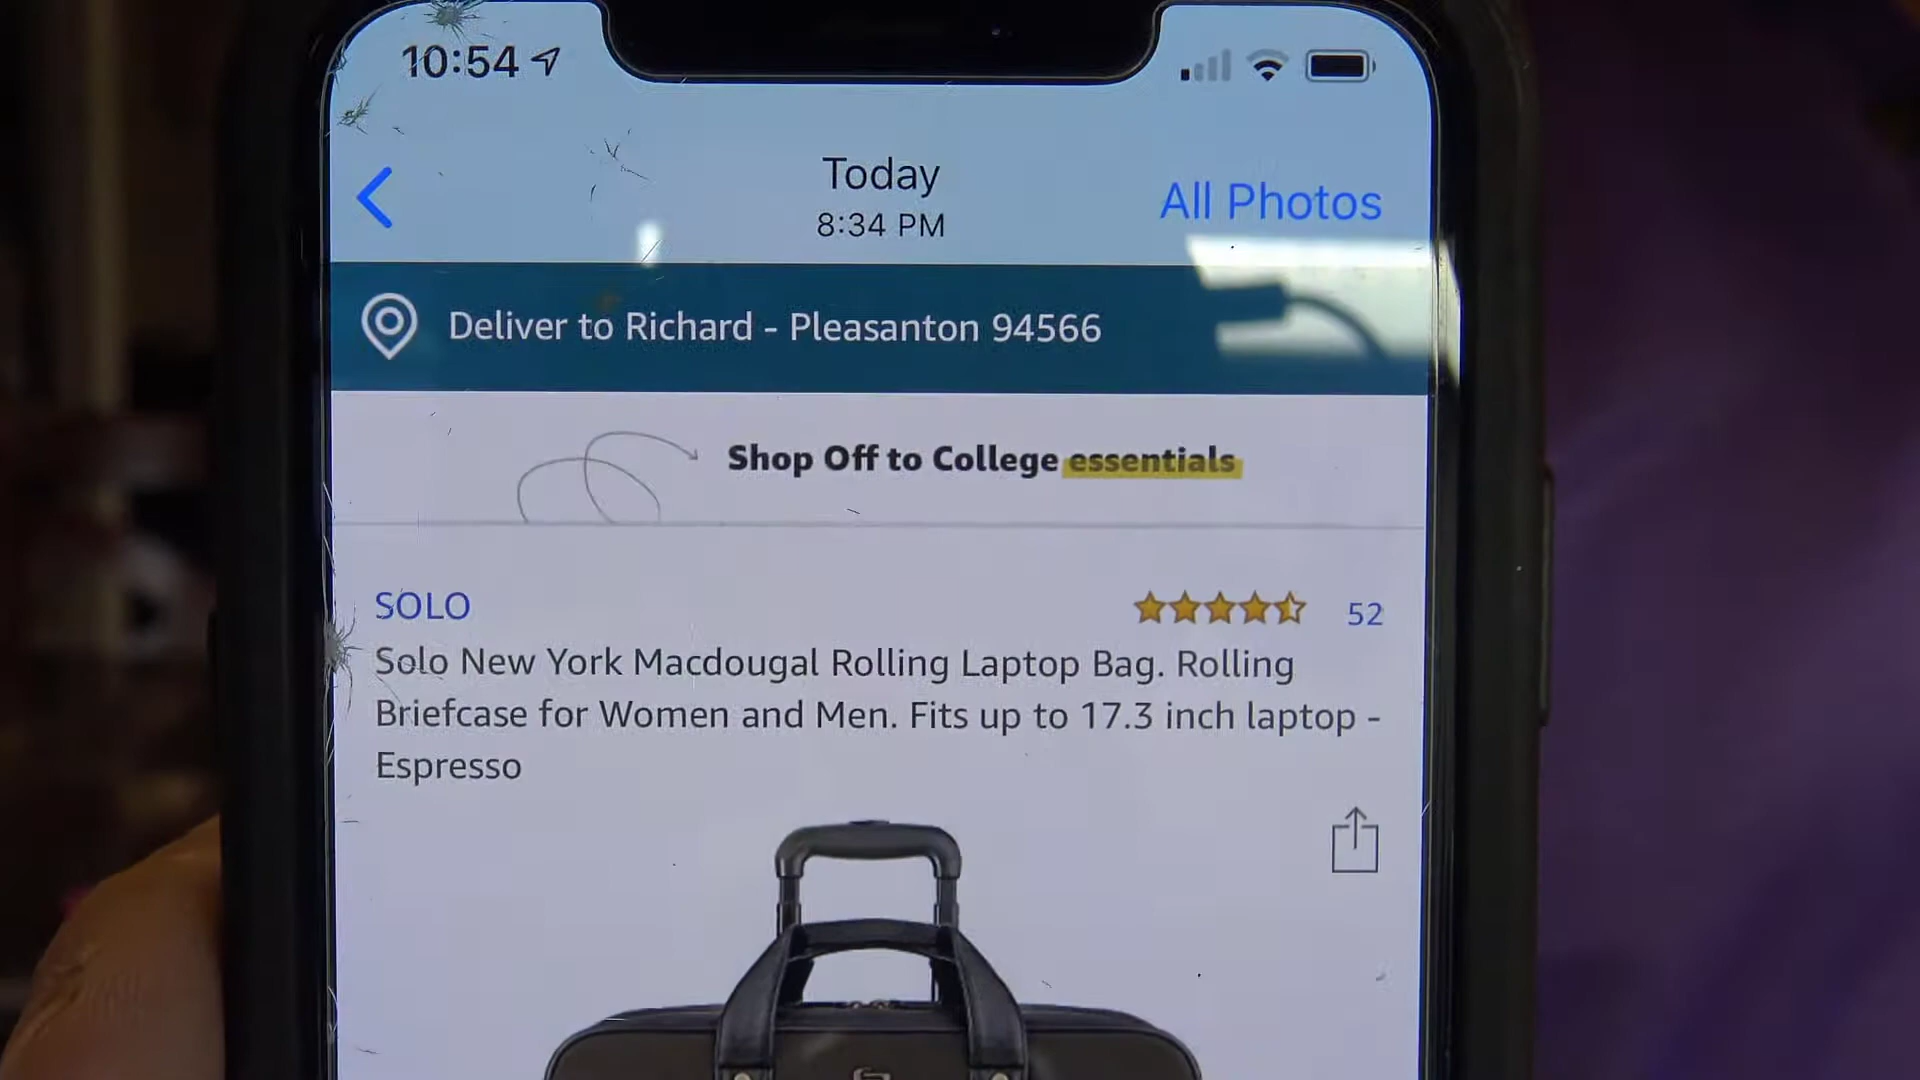 10:54
Today
8:34 PM
All Photos
Deliver to Richard - Pleasanton 94566
Shop Off to College essentials
SOLO
52
Solo New York Macdougal Rolling Laptop Bag. Rolling
Briefcase for Women and Men. Fits up to 17.3 inch laptop -
Espresso